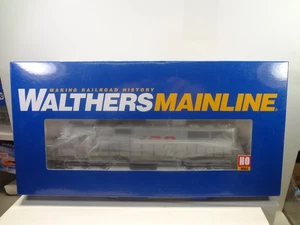 MAKING RAILROAD HISTORY
WALTHERSMAINLINE
HO